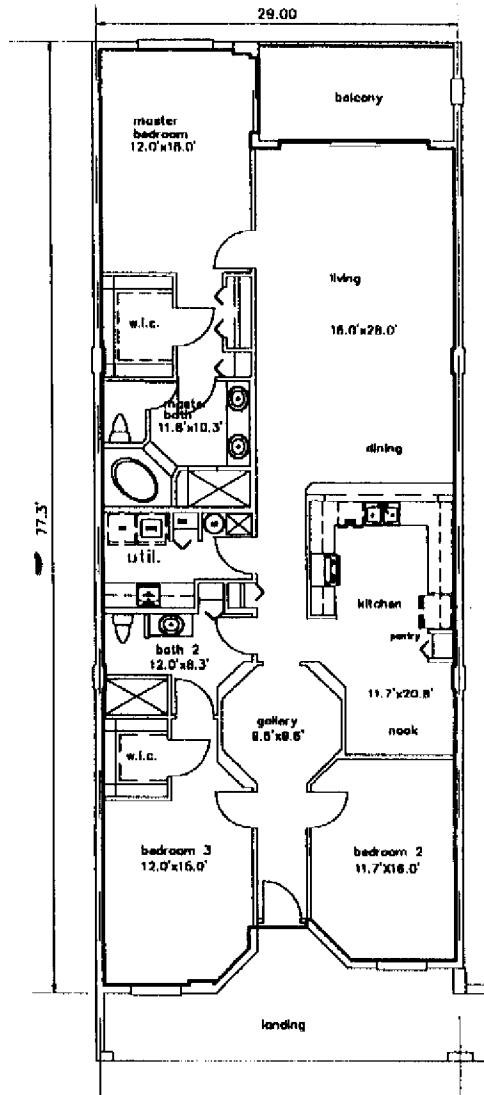 29.00
balcony
master
bedroom
12.0'x18.0'
living
16.0'x28.0'
w.i.c.
master
bath
11.8'x10.3'
dining
77.3'
util.
kitchen
pantry
bath 2
12.0'x8.3'
11.7'x20.8'
nook
gallery
9.6'x9.6'
w.i.c.
bedroom 3
12.0'x15.0'
bedroom 2
11.7'X16.0'
landing